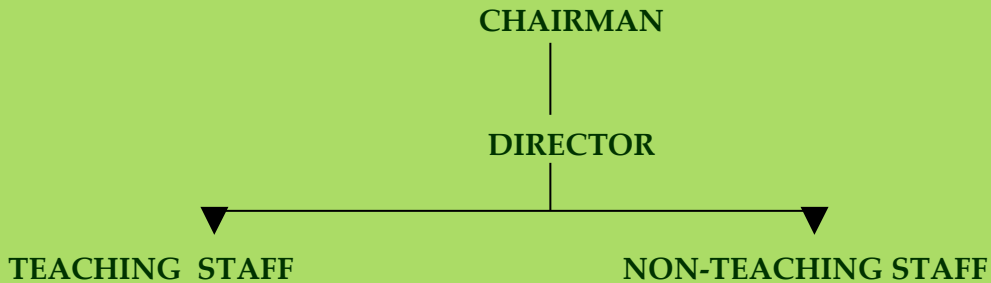 CHAIRMAN
DIRECTOR
TEACHING STAFF
NON-TEACHING STAFF